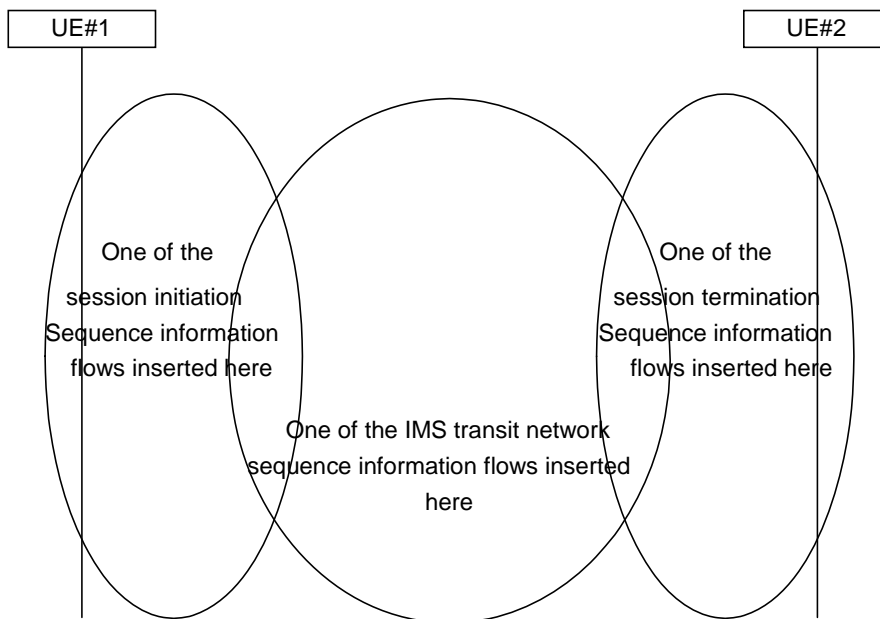 UE#1
UE#2
One of the
session initiation
Sequence information
flows inserted here
One of the IMS transit network
sequence information flows inserted
here
One of the
session termination
Sequence information
flows inserted here